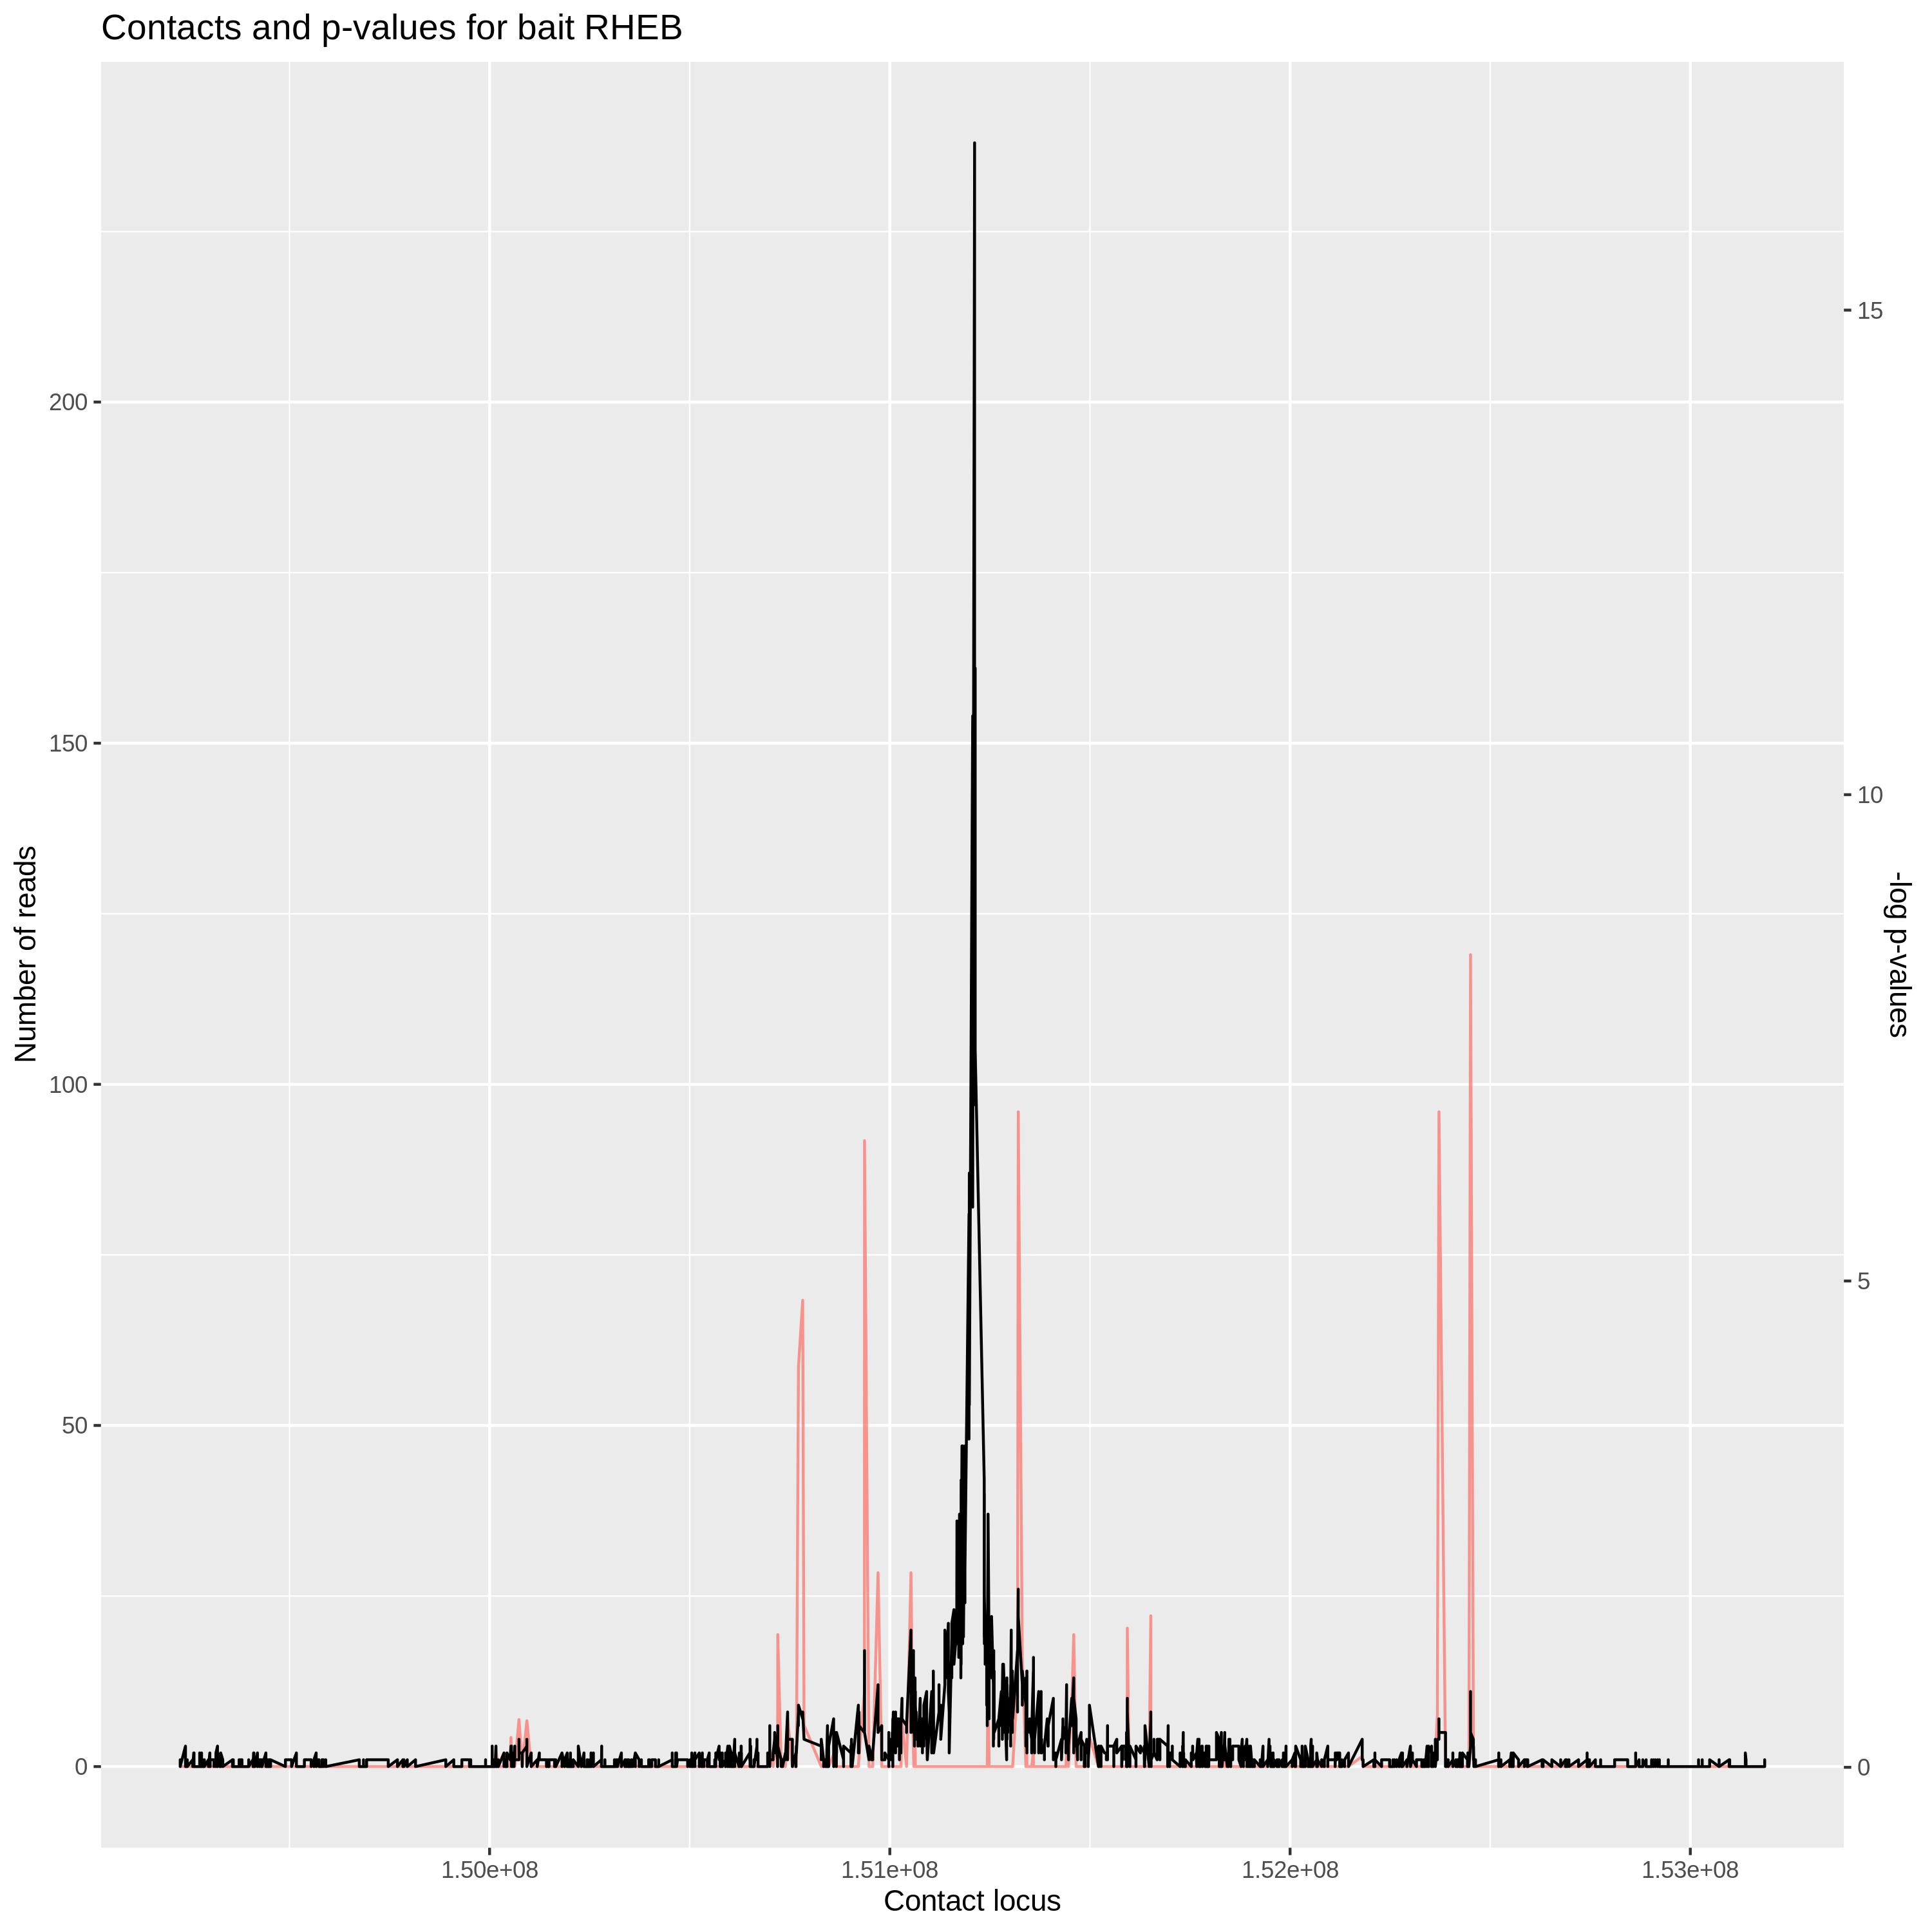 Contacts and p-values for bait RHEB
Number of reads
200
150
100
50
0
15
10
5
0
-log p-values
1.50e+08
1.51e+08
1.52e+08
1.53e+08
Contact locus